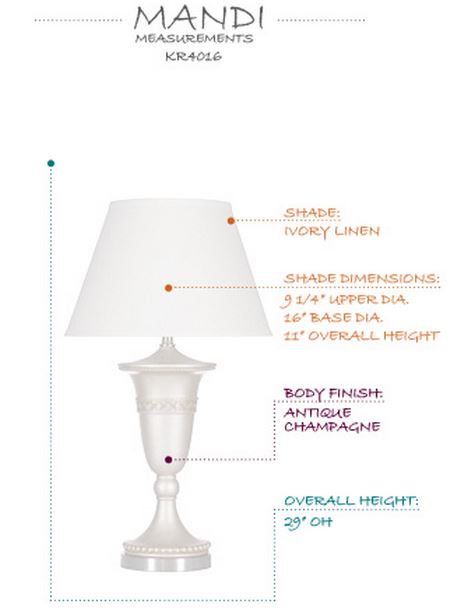 MANDI
MEASUREMENTS
KR4016
SHADE:
IVORY LINEN
SHADE DIMENSIONS:
9 1/4" UPPER DIA.
16" BASE DIA.
11" OVERALL HEIGHT
BODY FINISH:
ANTIQUE
CHAMPAGNE
OVERALL HEIGHT:
29" OH